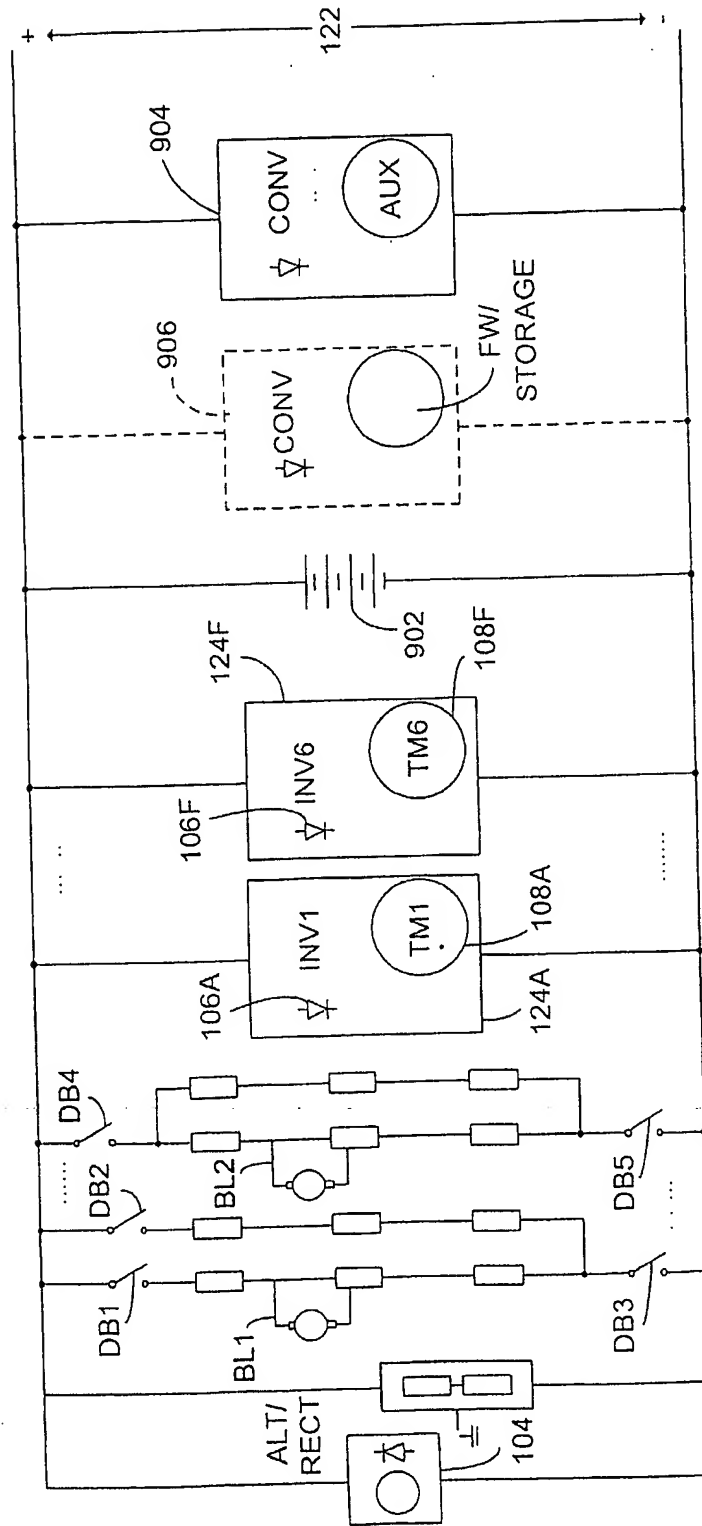 +
122
-
904
CONV
AUX
906
CONV
FW/
STORAGE
902
124F
INV6
106F
TM6
108F
INV1
106A
TM1
108A
124A
DB4
BL2
DB5
DB2
DB1
BL1
DB3
ALT/
RECT
104